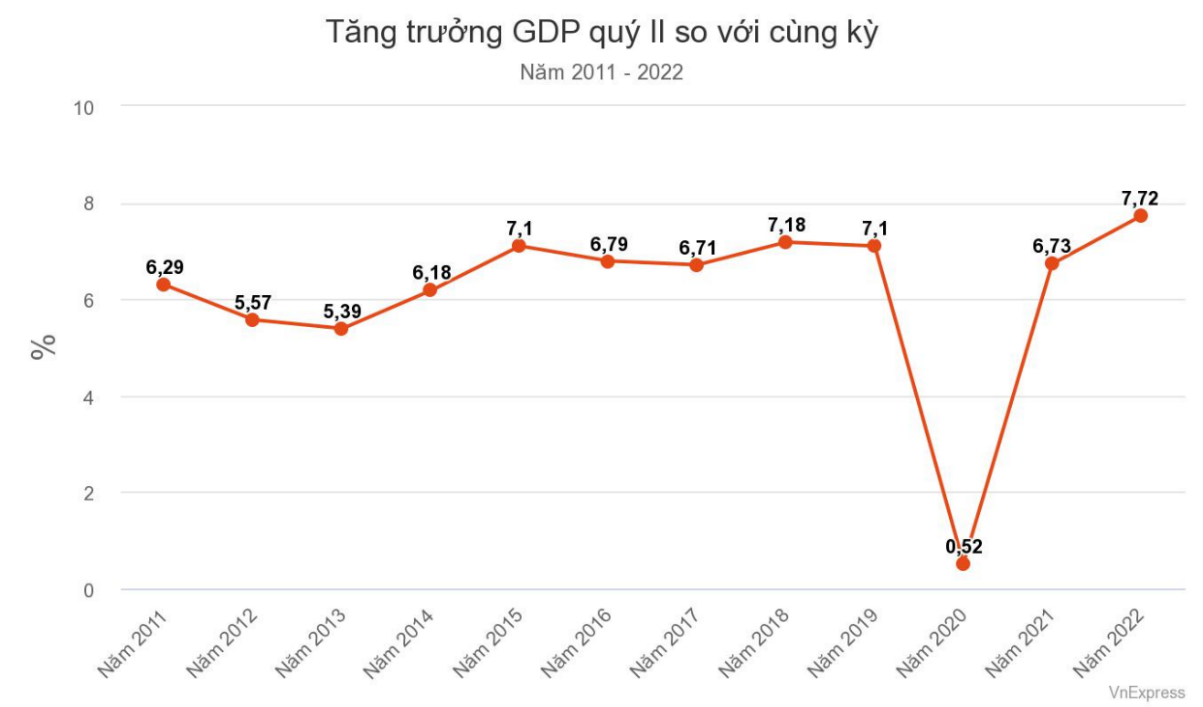 Tăng trưởng GDP quý II so với cùng kỳ
Năm 2011 - 2022
%
10
8
6
4
2
0
6,29
5,57
5,39
6,18
7,1
6,79
6,71
7,18
7,1
0,52
6,73
7,72
Năm 2011
Năm 2012
Năm 2013
Năm 2014
Năm 2015
Năm 2016
Năm 2017
Năm 2018
Năm 2019
Năm 2020
Năm 2021
Năm 2022
VnExpress